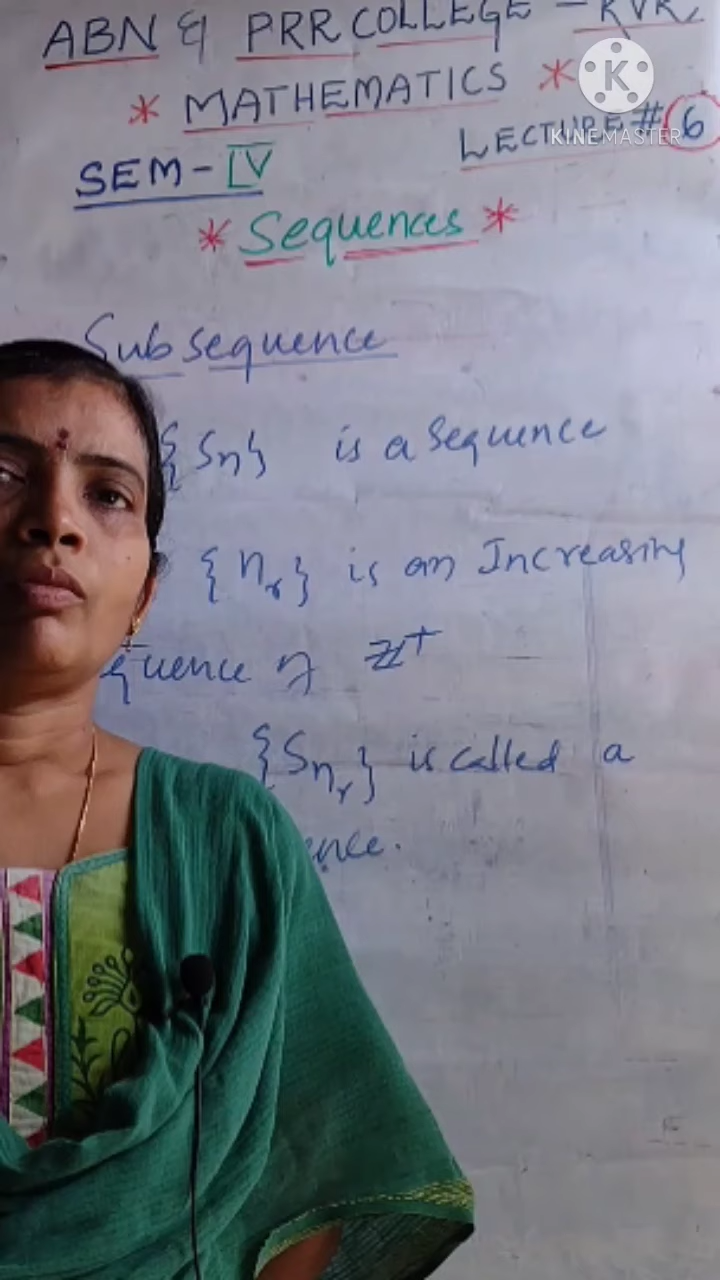 ABN & PRR COLLEGE - KVR
* MATHEMATICS *
SEM-IV
LECTURE # 6
KINEMASTER
* Sequences *
Subsequence
{Sn} is a sequence
{nr} is an Increasing
quence of Z+
{Snr} is called a
ence.